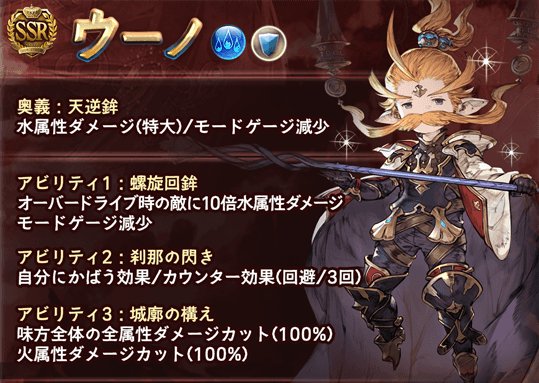 SSR ウーノ
奥義：天逆鉾
水属性ダメージ(特大)/モードゲージ減少
アビリティ1：螺旋回鉾
オーバードライブ時の敵に10倍水属性ダメージ
モードゲージ減少
アビリティ2：刹那の閃き
自分にかばう効果/カウンター効果(回避/3回)
アビリティ3：城廓の構え
味方全体の全属性ダメージカット(100%)
火属性ダメージカット(100%)